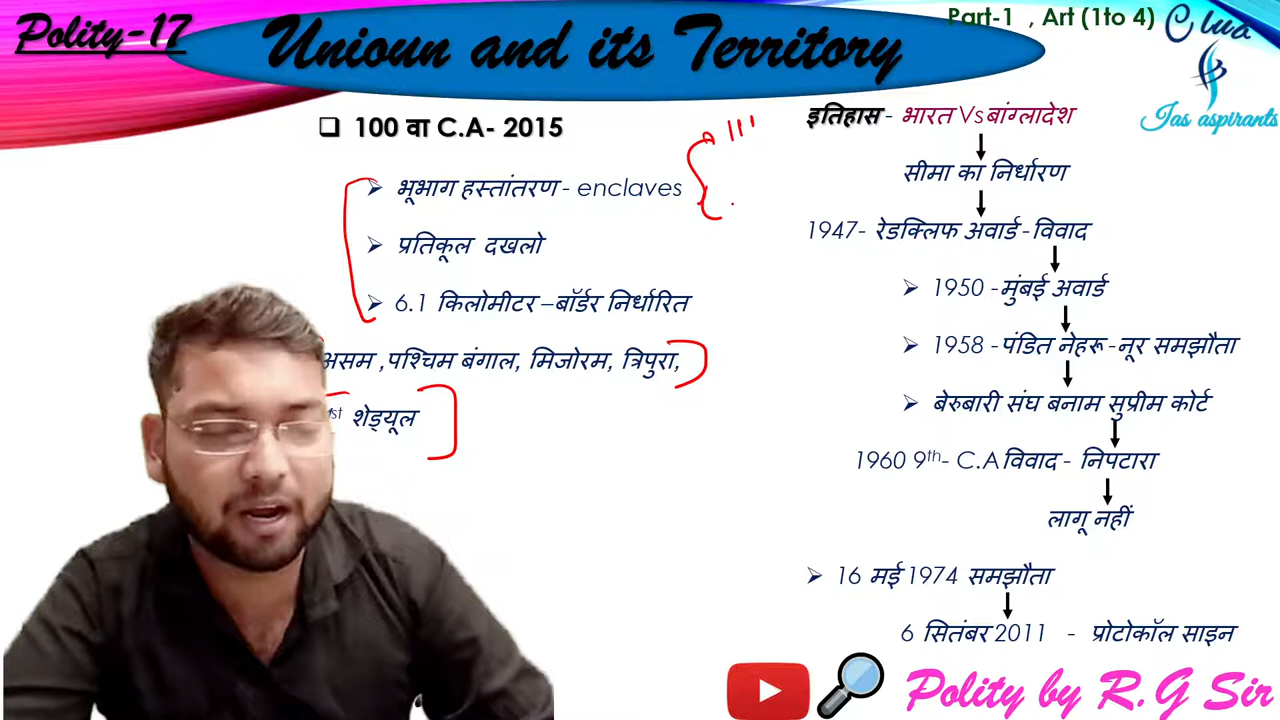 Polity-17
Unioun and its Territory
Part-1 , Art (1to 4)
Jas aspirants
100 वा C.A- 2015
भूभाग हस्तांतरण - enclaves
प्रतिकूल दखलो
6.1 किलोमीटर –बॉर्डर निर्धारित
असम ,पश्चिम बंगाल, मिजोरम, त्रिपुरा,
1st शेड्यूल
इतिहास - भारत Vs बांग्लादेश
सीमा का निर्धारण
1947- रेडक्लिफ अवार्ड -विवाद
1950 -मुंबई अवार्ड
1958 -पंडित नेहरू -नूर समझौता
बेरुबारी संघ बनाम सुप्रीम कोर्ट
1960 9th- C.A विवाद - निपटारा
लागू नहीं
16 मई 1974 समझौता
6 सितंबर 2011 - प्रोटोकॉल साइन
Polity by R.G Sir